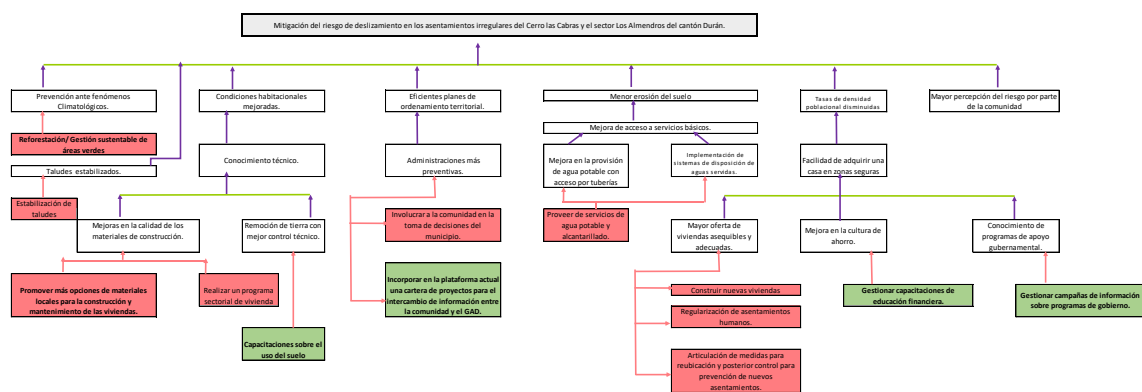 Mitigación del riesgo de deslizamiento en los asentamientos irregulares del Cerro las Cabras y el sector Los Almendros del cantón Durán.
Prevención ante fenómenos
Climatológicos.
Condiciones habitacionales
mejoradas.
Eficientes planes de
ordenamiento territorial.
Menor erosión del suelo
Tasas de densidad
poblacional disminuidas
Mayor percepción del riesgo por parte
de la comunidad
Reforestación/ Gestión sustentable de
áreas verdes
Mejora de acceso a servicios básicos.
Taludes estabilizados.
Conocimiento técnico.
Administraciones más
preventivas.
Mejora en la provisión
de agua potable con
acceso por tuberías
Implementación de
sistemas de disposición de
aguas servidas.
Facilidad de adquirir una
casa en zonas seguras
Estabilización de
taludes
Mejoras en la calidad de los
materiales de construcción.
Remoción de tierra con
mejor control técnico.
Involucrar a la comunidad en la
toma de decisiones del
municipio.
Proveer de servicios de
agua potable y
alcantarillado.
Mayor oferta de
viviendas asequibles y
adecuadas.
Mejora en la cultura de
ahorro.
Conocimiento de
programas de apoyo
gubernamental.
Promover más opciones de materiales
locales para la construcción y
mantenimiento de las viviendas.
Realizar un programa
sectorial de vivienda
Incorporar en la plataforma actual
una cartera de proyectos para el
intercambio de información entre
la comunidad y el GAD.
Construir nuevas viviendas
Gestionar capacitaciones de
educación financiera.
Gestionar campañas de información
sobre programas de gobierno.
Regularización de asentamientos
humanos.
Capacitaciones sobre el
uso del suelo
Articulación de medidas para
reubicación y posterior control para
prevención de nuevos
asentamientos.